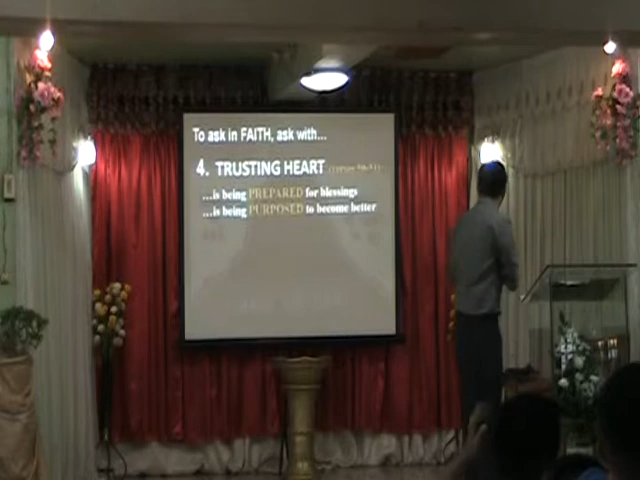 To ask in FAITH, ask with...
4. TRUSTING HEART
...is being PREPARED for blessings
...is being PURPOSED to become better